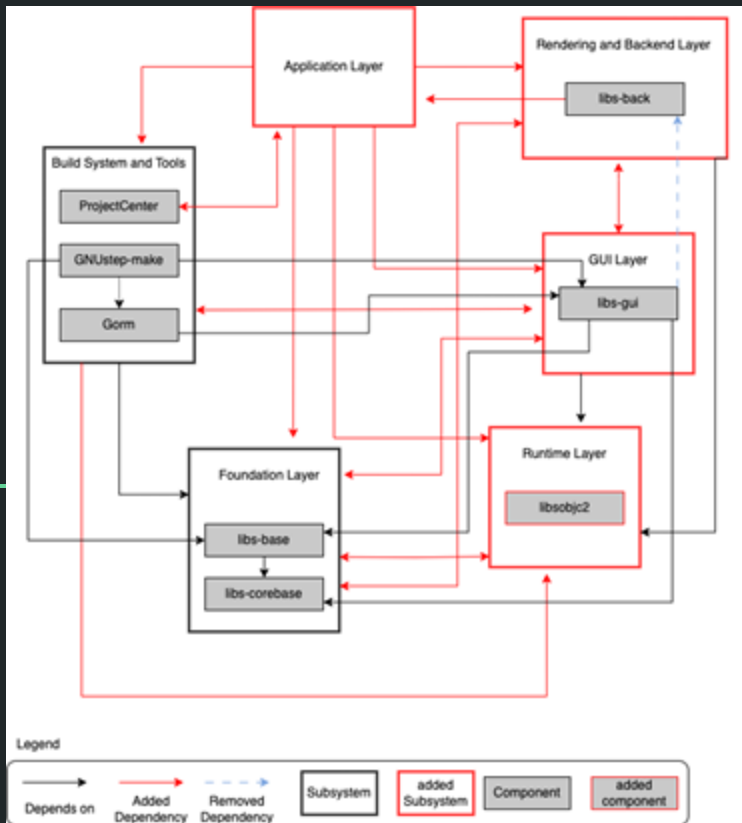 Application Layer
Rendering and Backend Layer
libs-back
Build System and Tools
ProjectCenter
GNUstep-make
Gorm
GUI Layer
libs-gui
Foundation Layer
libs-base
libs-corebase
Runtime Layer
libsobjc2
Legend
Depends on
Added
Dependency
Removed
Dependency
Subsystem
added
Subsystem
Component
added
component